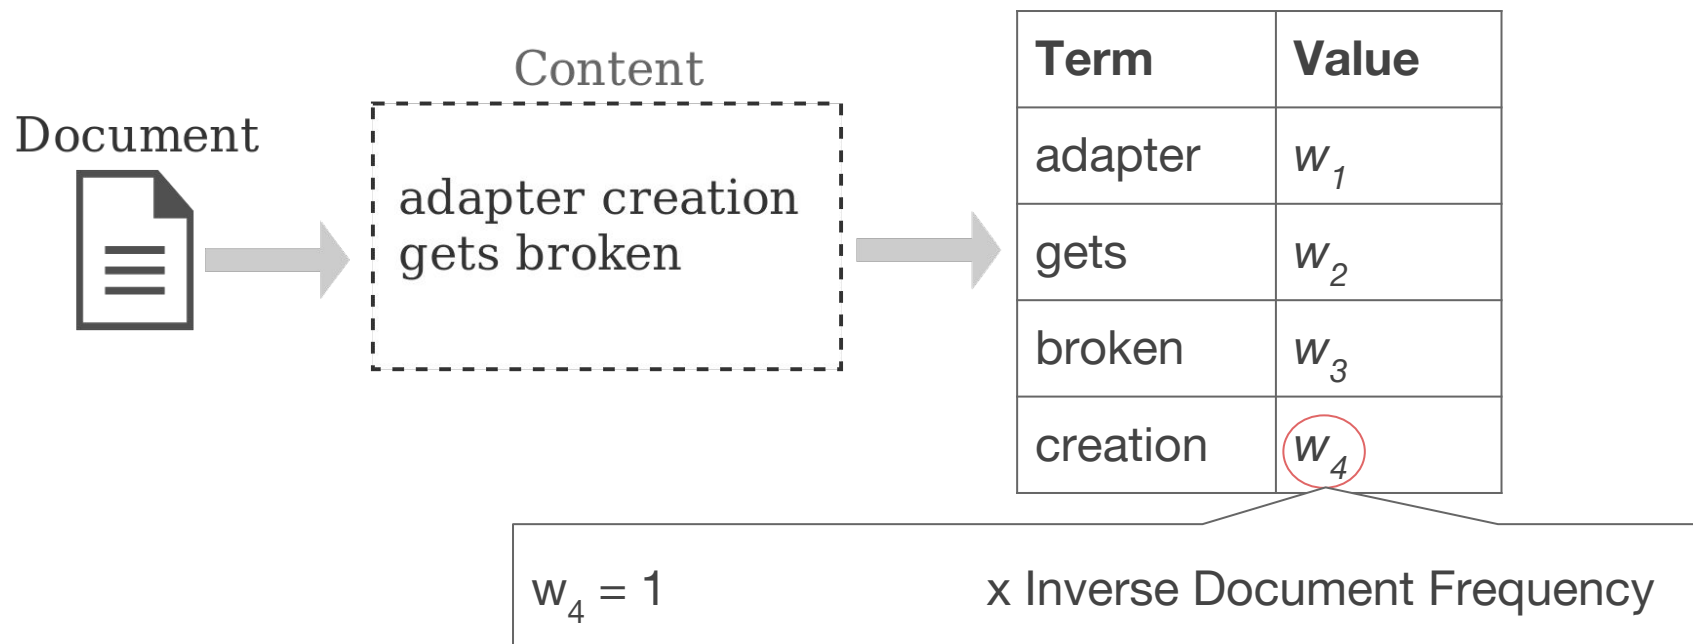 Document
Content
adapter creation
gets broken
Term Value
adapter w1
gets w2
broken w3
creation w4
w4 = 1 x Inverse Document Frequency